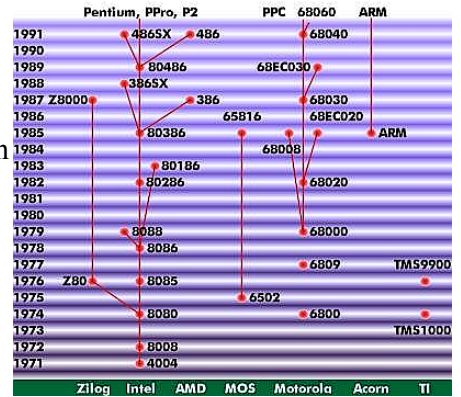 Pentium, PPro, P2 PPC 68060 ARM
1991 486SX 486 68040
1990
1989 80486 68EC030
1988 386SX
1987 Z8000 386 68030
1986 65816 68EC020
1985 80386 ARM
1984 68008
1983 80186
1982 80286 68020
1981
1980
1979 8088 68000
1978 8086
1977 6809 TMS9900
1976 Z80 8085
1975 6502
1974 8080 6800
1973 TMS1000
1972 8008
1971 4004
Zilog Intel AMD MOS Motorola Acorn TI